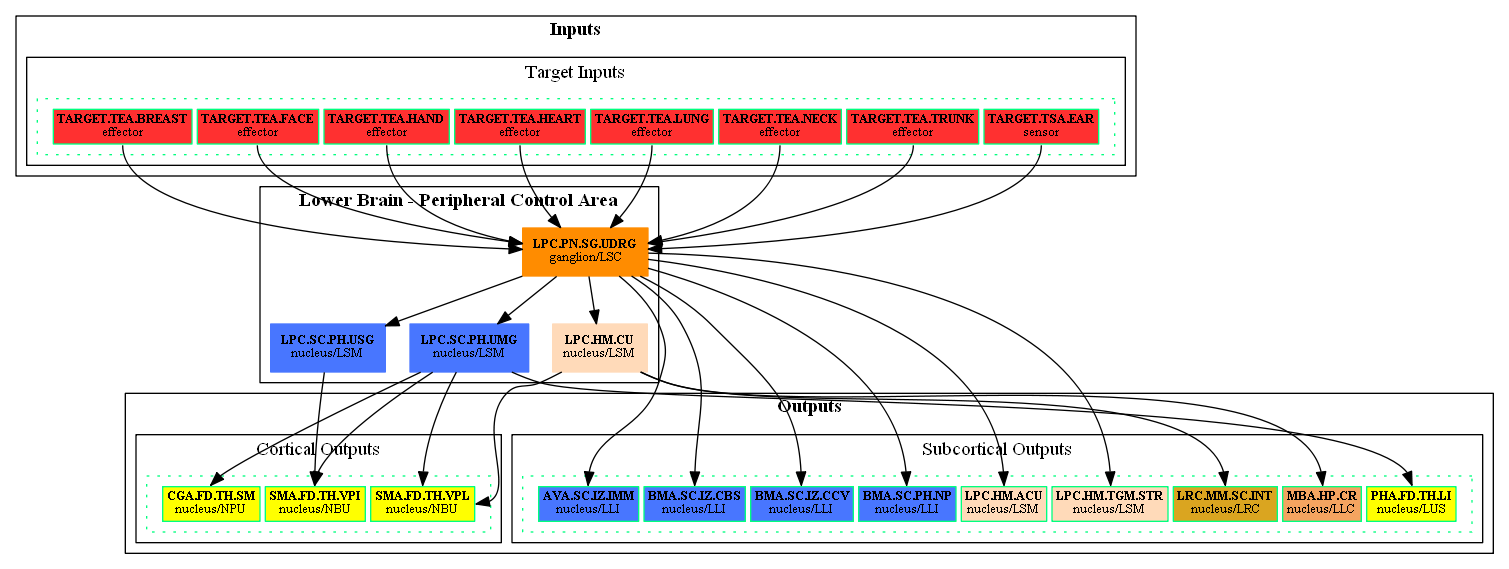 Inputs
Target Inputs
TARGET.TEA.BREAST
effector
TARGET.TEA.FACE
effector
TARGET.TEA.HAND
effector
TARGET.TEA.HEART
effector
TARGET.TEA.LUNG
effector
TARGET.TEA.NECK
effector
TARGET.TEA.TRUNK
effector
TARGET.TSA.EAR
sensor
Lower Brain - Peripheral Control Area
LPC.PN.SG.UDRG
ganglion/LSC
LPC.SC.PH.USG
nucleus/LSM
LPC.SC.PH.UMG
nucleus/LSM
LPC.HM.CU
nucleus/LSM
Outputs
Cortical Outputs
CGA.FD.TH.SM
nucleus/NPU
SMA.FD.TH.VPI
nucleus/NBU
SMA.FD.TH.VPL
nucleus/NBU
Subcortical Outputs
AVA.SC.IZ.IMM
nucleus/LLI
BMA.SC.IZ.CBS
nucleus/LLI
BMA.SC.IZ.CCV
nucleus/LLI
BMA.SC.PH.NP
nucleus/LLI
LPC.HM.ACU
nucleus/LSM
LPC.HM.TGM.STR
nucleus/LSM
LRC.MM.SC.INT
nucleus/LRC
MBA.HP.CR
nucleus/LLC
PHA.FD.TH.LI
nucleus/LUS